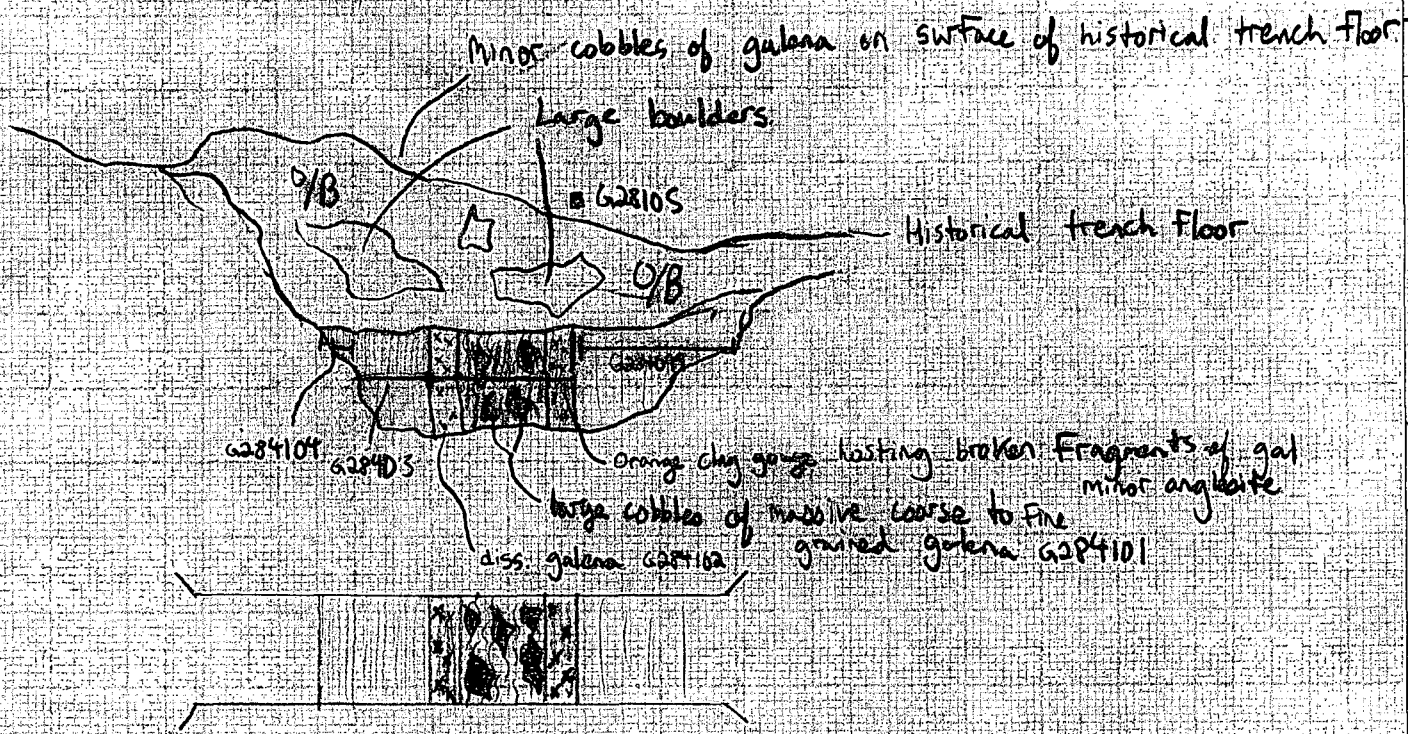 Minor cobbles of galena on surface of historical trench floor
Large boulders.
O/B
G28105
Historical trench Floor
O/B
G284104
G284103
Orange clay gouge hosting broken Fragments of gal
minor anglesite
large cobbles of massive coarse to Fine
grained galena G284101
diss galena G284102